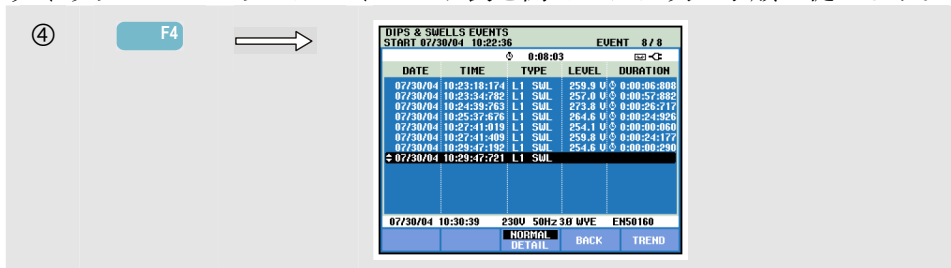 ④
F4
DIPS & SWELLS EVENTS
START 07/30/04 10:22:36 EVENT 8 / 8
0:08:03
DATE TIME TYPE LEVEL DURATION
07/30/04 10:23:18:174 L1 SWL 259.9 V 0:00:06:808
07/30/04 10:23:34:782 L1 SWL 257.0 V 0:00:57:882
07/30/04 10:24:39:763 L1 SWL 273.8 V 0:00:26:717
07/30/04 10:25:37:676 L1 SWL 264.6 V 0:00:24:926
07/30/04 10:27:41:019 L1 SWL 254.1 V 0:00:00:060
07/30/04 10:27:41:409 L1 SWL 259.8 V 0:00:24:177
07/30/04 10:29:47:192 L1 SWL 254.6 V 0:00:00:290
07/30/04 10:29:47:721 L1 SWL
07/30/04 10:30:39 230V 50Hz 3Ø WYE EN50160
NORMAL
DETAIL BACK TREND